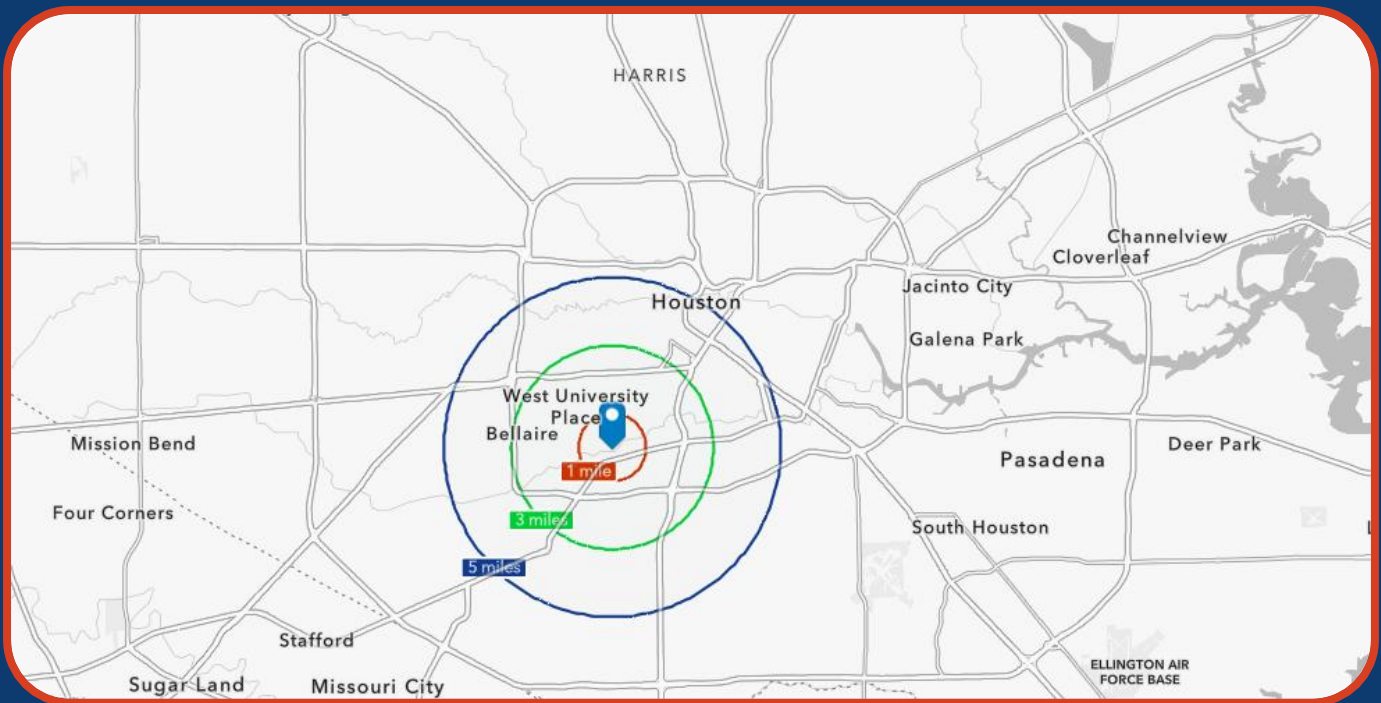 HARRIS
Channelview
Cloverleaf
Jacinto City
Houston
Galena Park
West University
Place
Bellaire
Mission Bend
Deer Park
Pasadena
1 mile
Four Corners
3 miles
South Houston
5 miles
Stafford
ELLINGTON AIR
FORCE BASE
Sugar Land
Missouri City